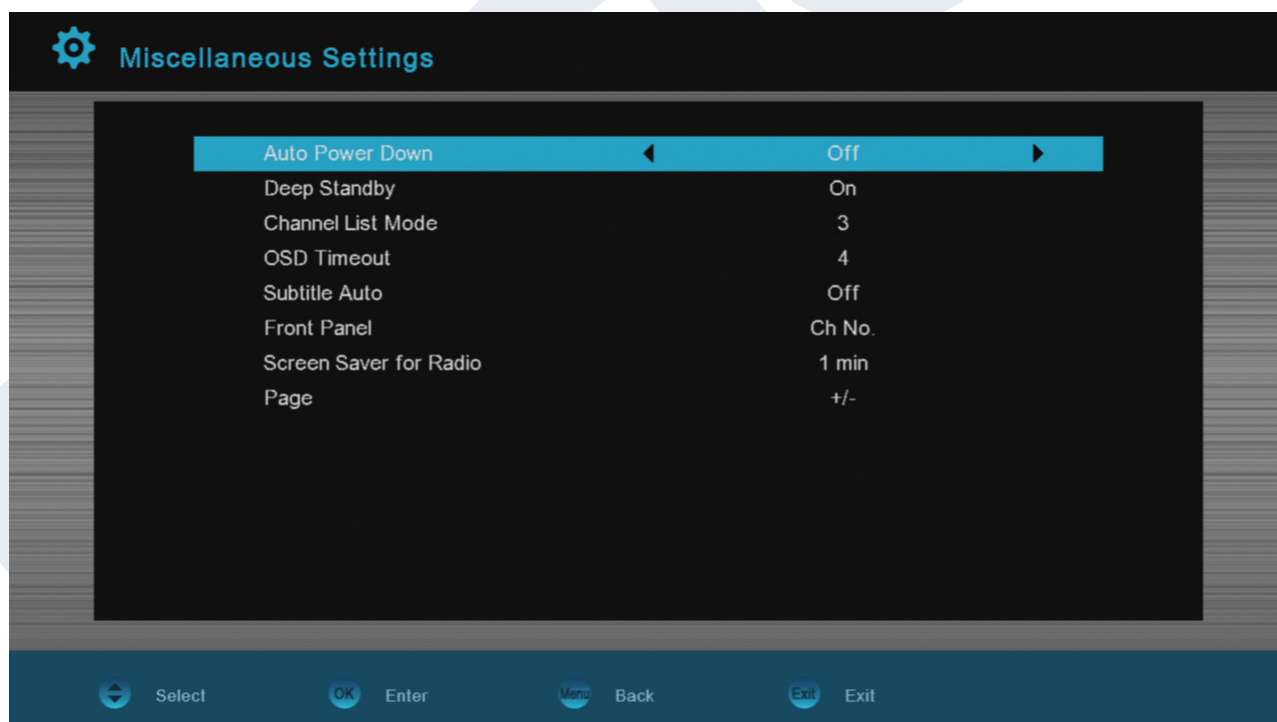 Miscellaneous Settings
Auto Power Down Off
Deep Standby On
Channel List Mode 3
OSD Timeout 4
Subtitle Auto Off
Front Panel Ch No.
Screen Saver for Radio 1 min
Page +/-
Select OK Enter Menu Back Exit Exit